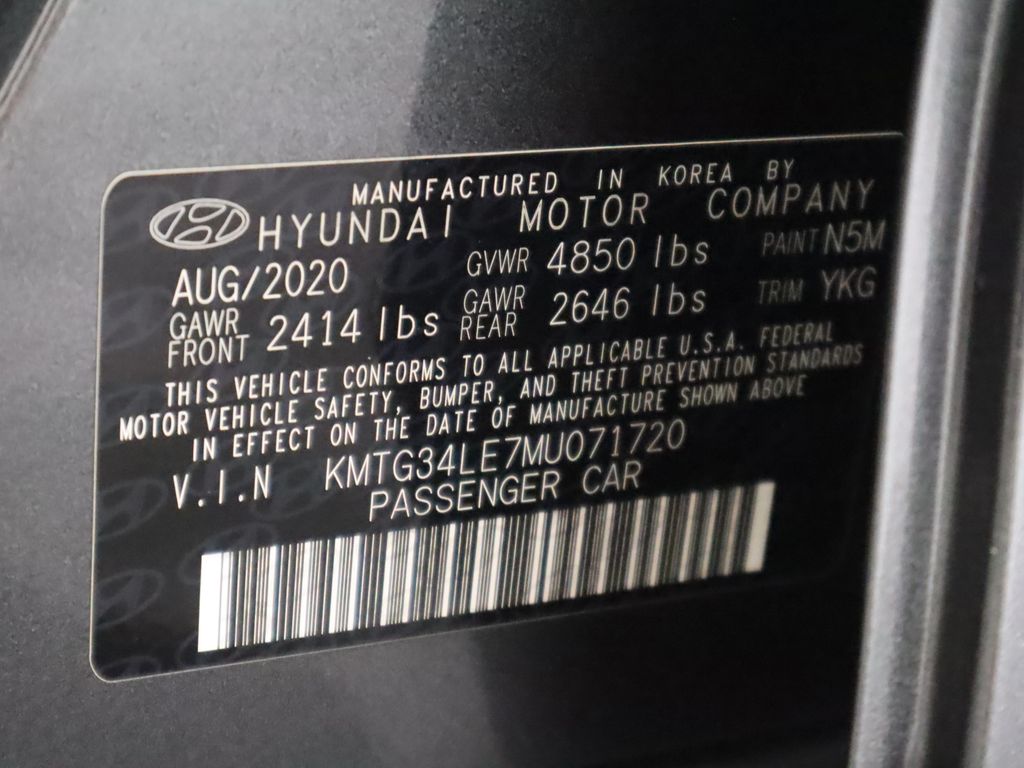 MANUFACTURED IN KOREA BY
HYUNDAI MOTOR COMPANY
AUG/2020 GVWR 4850 lbs PAINT N5M
GAWR FRONT 2414 lbs GAWR REAR 2646 lbs TRIM YKG
THIS VEHICLE CONFORMS TO ALL APPLICABLE U.S.A. FEDERAL
MOTOR VEHICLE SAFETY, BUMPER, AND THEFT PREVENTION STANDARDS
IN EFFECT ON THE DATE OF MANUFACTURE SHOWN ABOVE
V.I.N KMTG34LE7MU071720
PASSENGER CAR